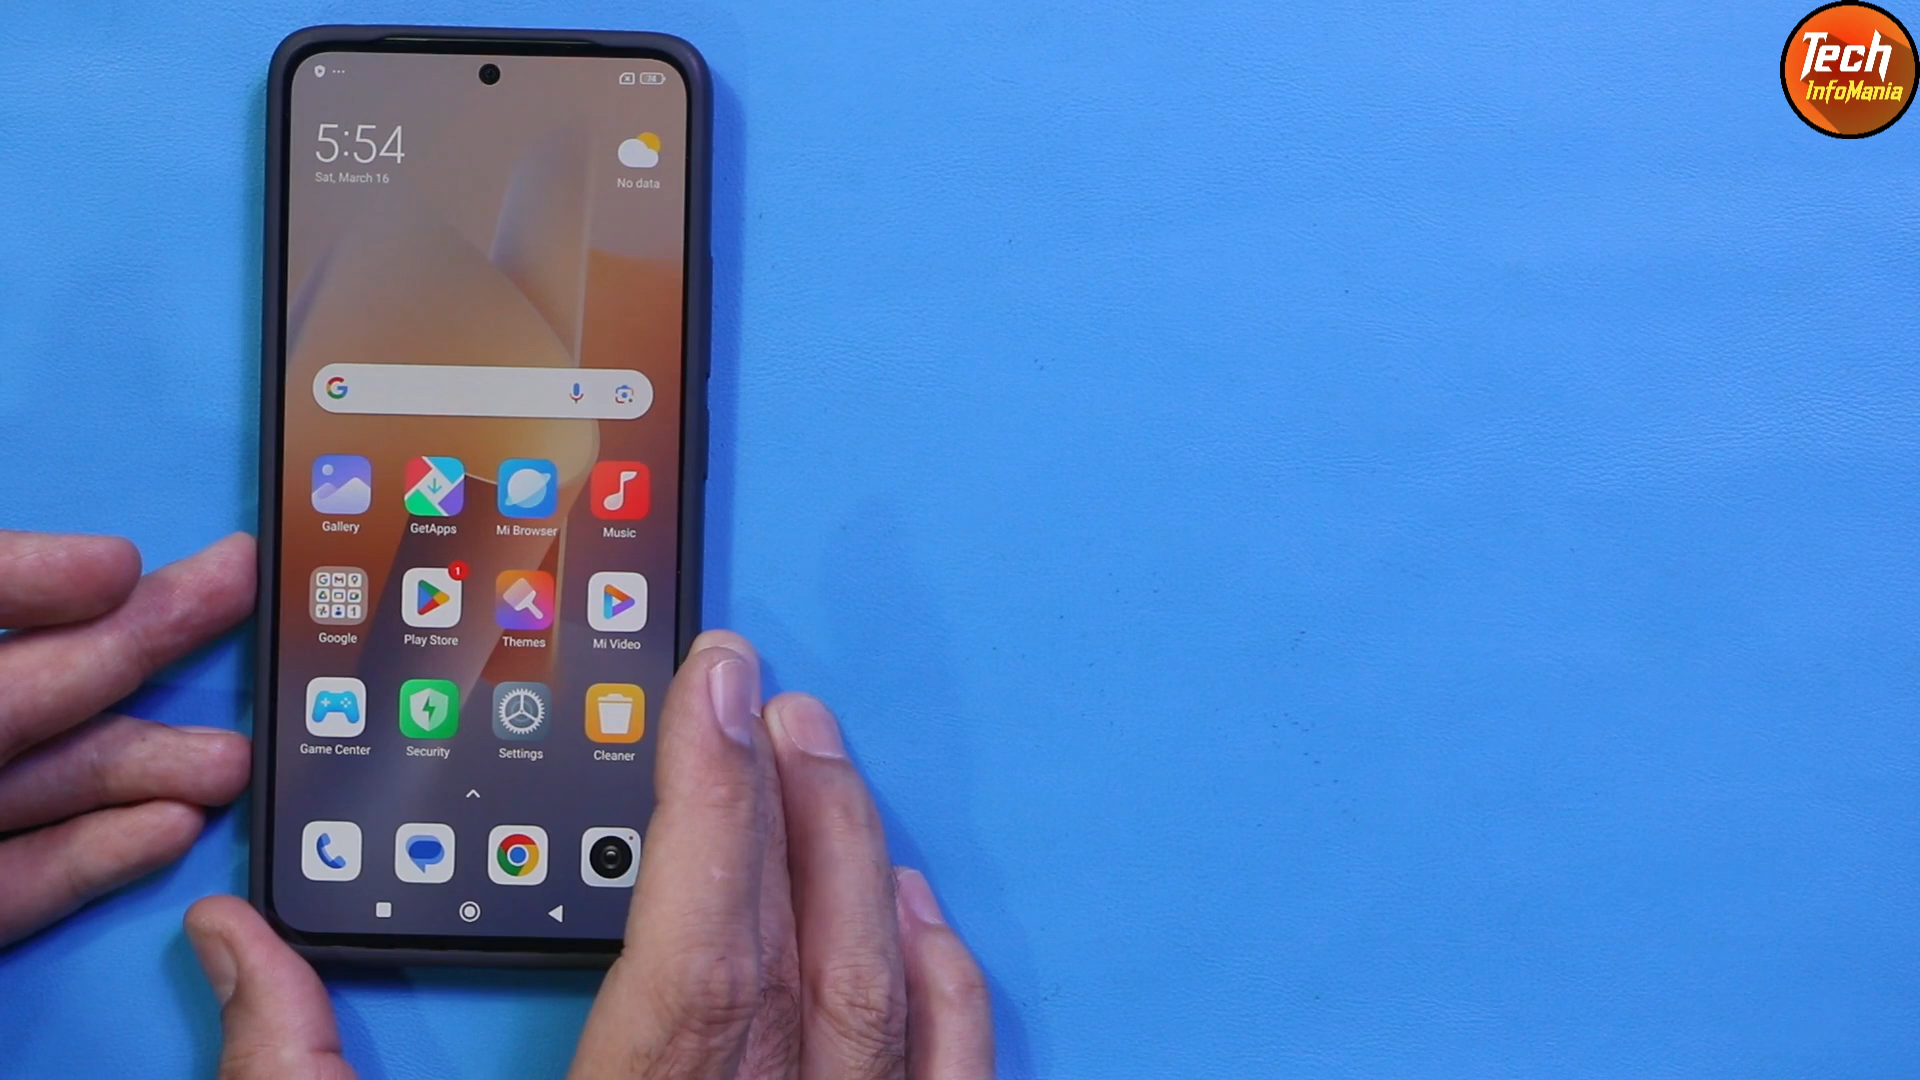 Tech
InfoMania
5:54
Sat, March 16
No data
Gallery
GetApps
Mi Browser
Music
Google
Play Store
1
Themes
Mi Video
Game Center
Security
Settings
Cleaner